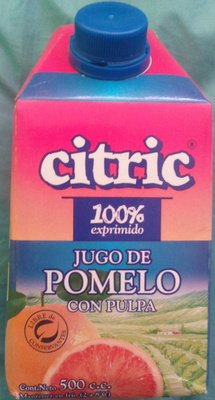 citric®
100%
exprimido
JUGO DE
POMELO
CON PULPA
LIBRE de
CONSERVANTES
Cont. Neto 500 c.c.